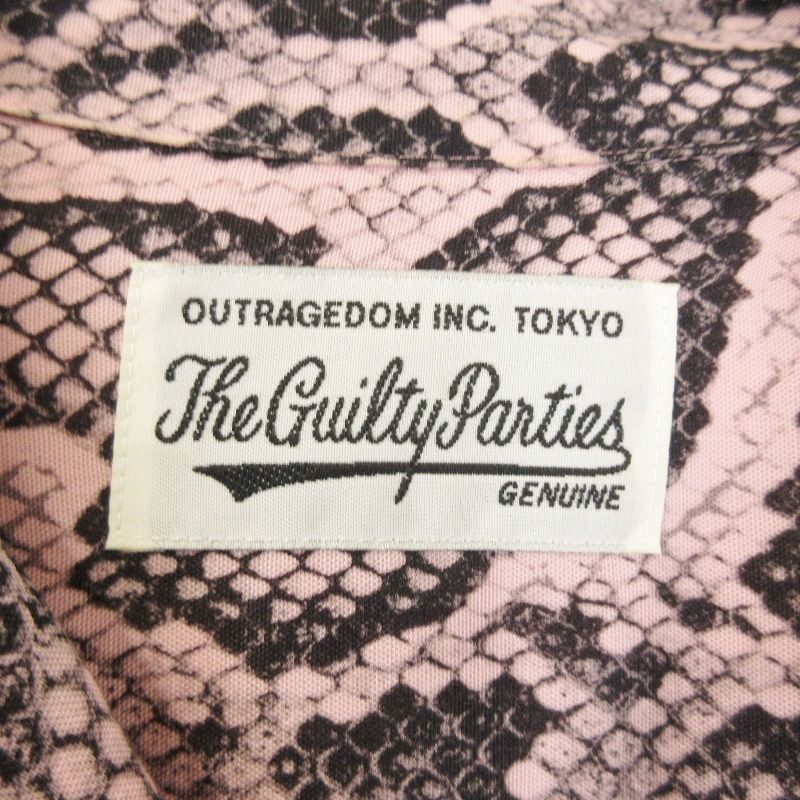 OUTRAGEDOM INC. TOKYO
The Guilty Parties
GENUINE